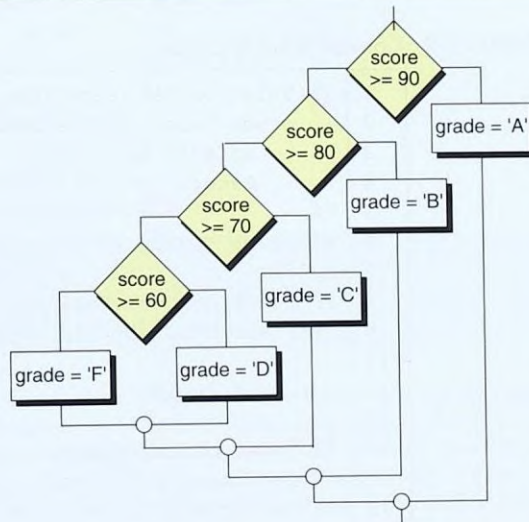 score
>= 90
grade = 'A'
score
>= 80
grade = 'B'
score
>= 70
grade = 'C'
score
>= 60
grade = 'F'
grade = 'D'